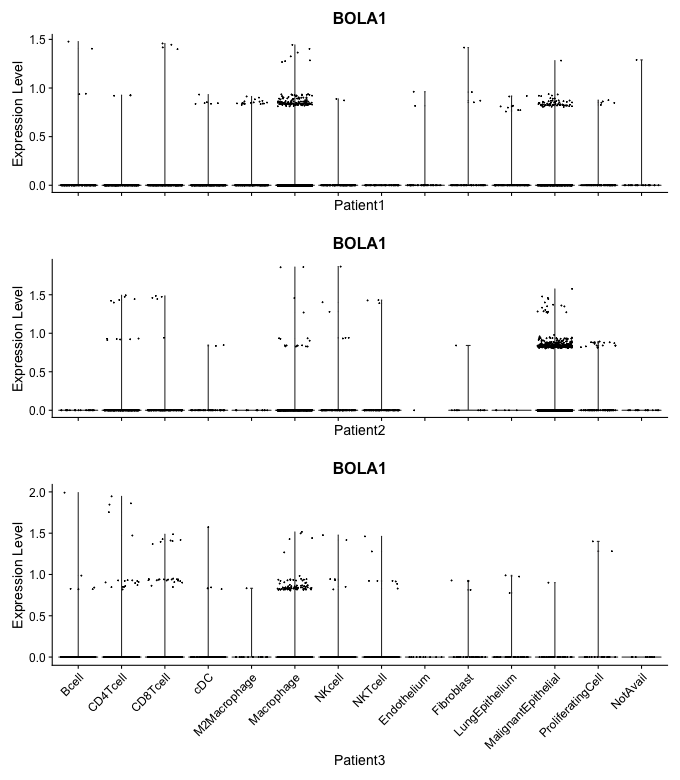 BOLA1
Expression Level
1.5
1.0
0.5
0.0
Patient1
BOLA1
Expression Level
1.5
1.0
0.5
0.0
Patient2
BOLA1
Expression Level
2.0
1.5
1.0
0.5
0.0
Bcell
CD4Tcell
CD8Tcell
cDC
M2Macrophage
Macrophage
NKcell
NKTcell
Endothelium
Fibroblast
LungEpithelium
MalignantEpithelial
ProliferatingCell
NotAvail
Patient3